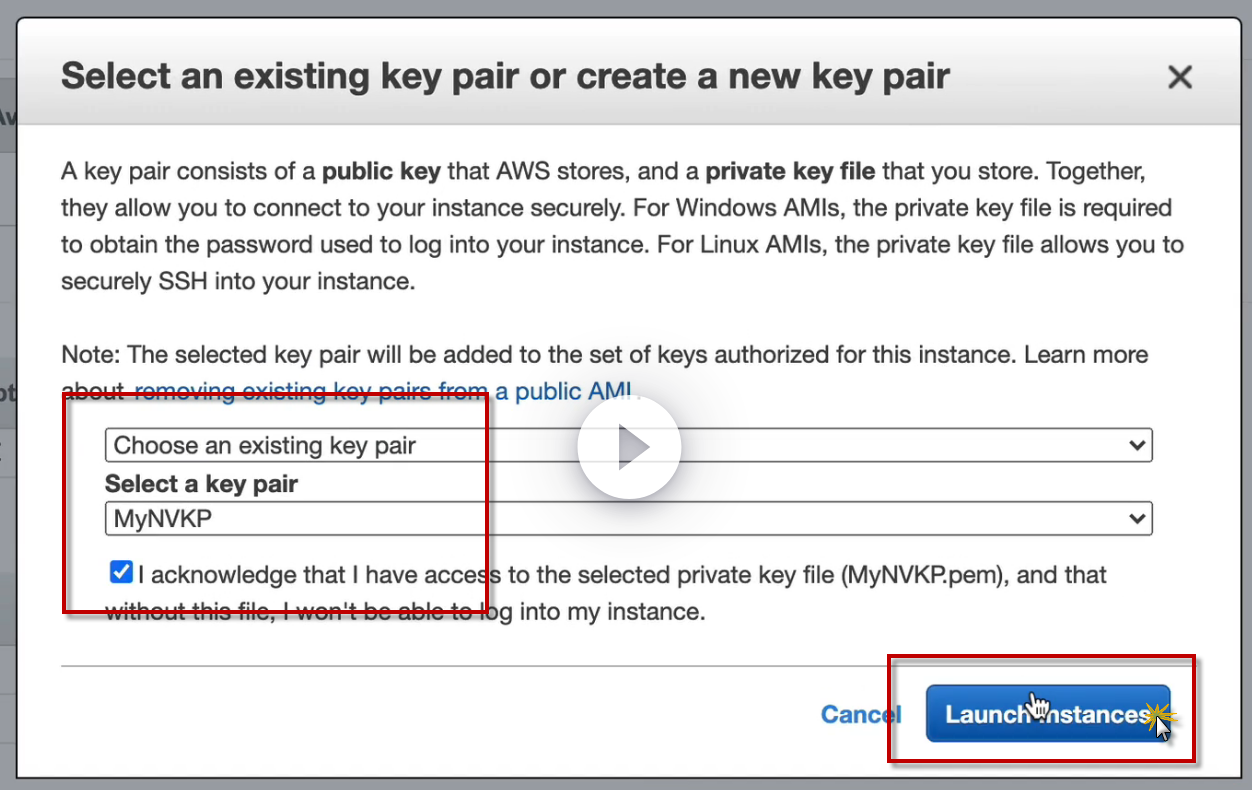 Select an existing key pair or create a new key pair
A key pair consists of a public key that AWS stores, and a private key file that you store. Together,
they allow you to connect to your instance securely. For Windows AMIs, the private key file is required
to obtain the password used to log into your instance. For Linux AMIs, the private key file allows you to
securely SSH into your instance.
Note: The selected key pair will be added to the set of keys authorized for this instance. Learn more
about removing existing key pairs from a public AMI.
Choose an existing key pair
Select a key pair
MyNVKP
I acknowledge that I have access to the selected private key file (MyNVKP.pem), and that
without this file, I won't be able to log into my instance.
Cancel
Launch Instances